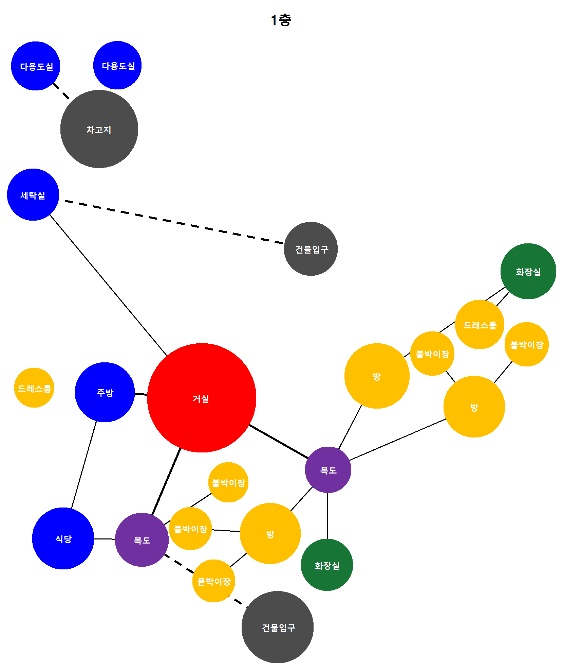 1층
다용도실
다용도실
차고지
세탁실
건물입구
화장실
드레스룸
붙박이장
붙박이장
방
방
드레스룸
주방
거실
복도
붙박이장
붙박이장
방
식당
복도
화장실
붙박이장
건물입구